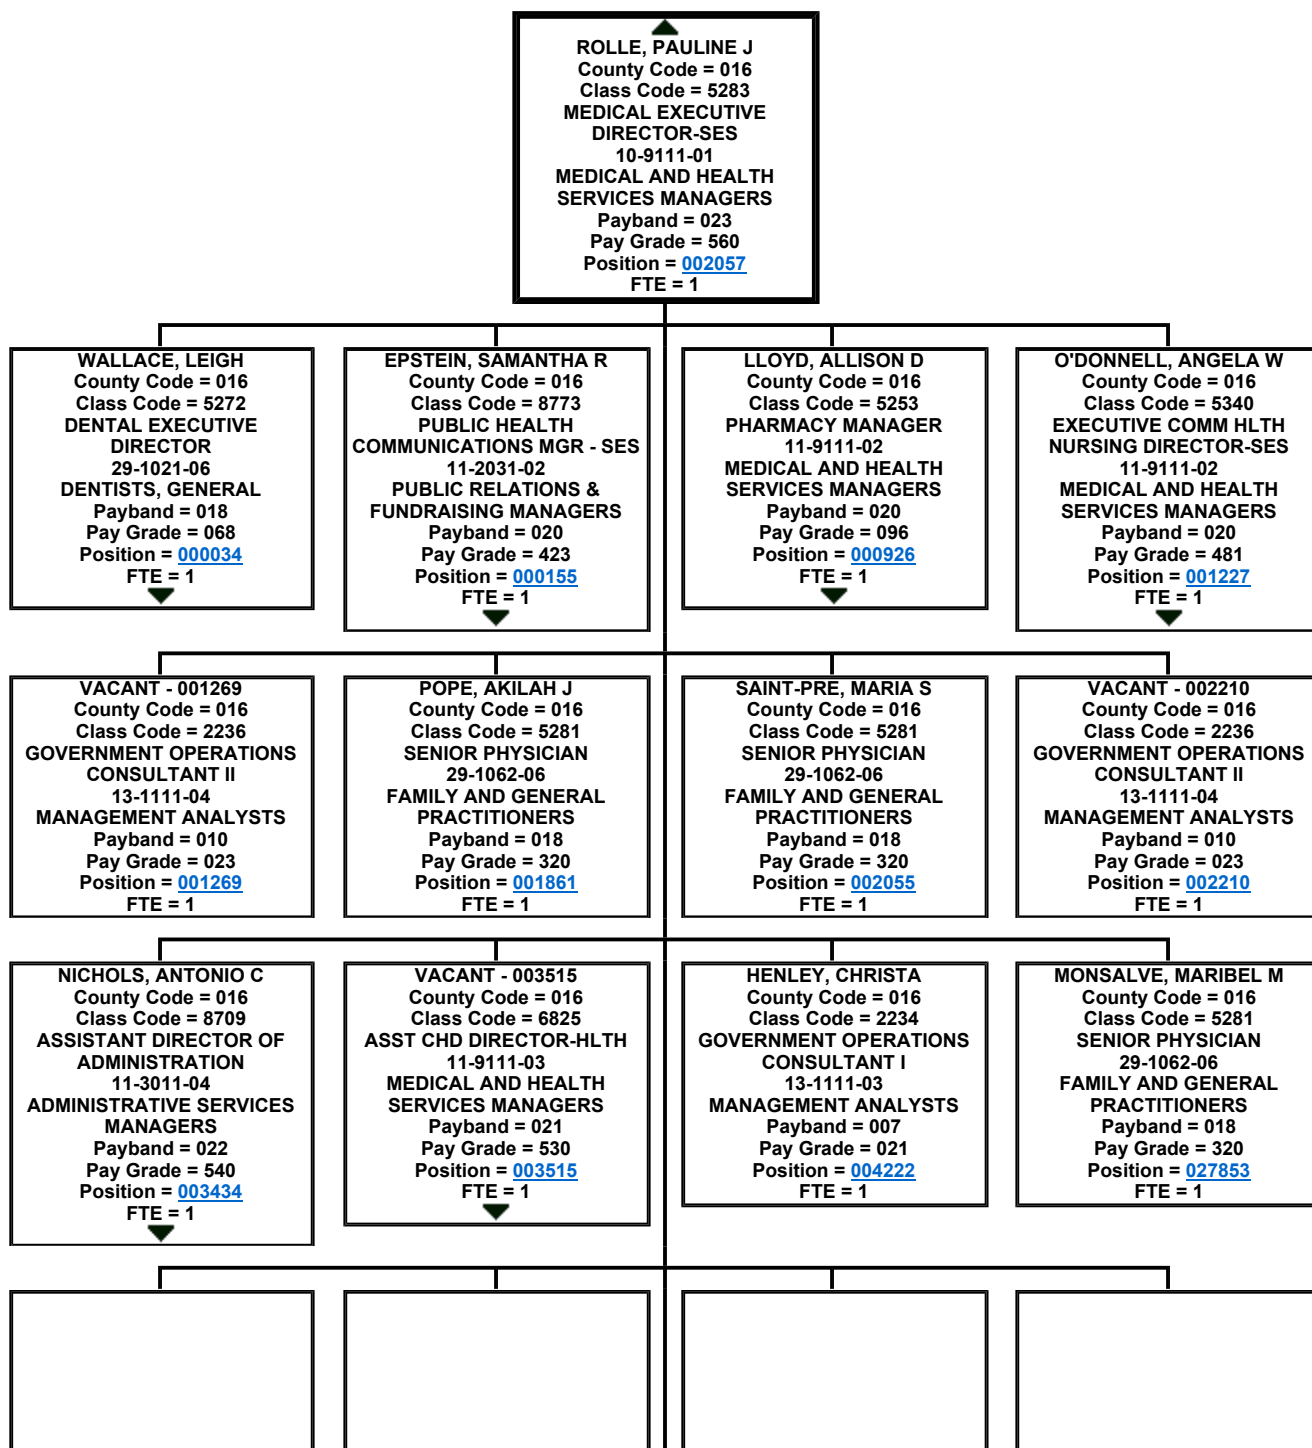 ROLLE, PAULINE J
County Code = 016
Class Code = 5283
MEDICAL EXECUTIVE
DIRECTOR-SES
10-9111-01
MEDICAL AND HEALTH
SERVICES MANAGERS
Payband = 023
Pay Grade = 560
Position = 002057
FTE = 1
WALLACE, LEIGH
County Code = 016
Class Code = 5272
DENTAL EXECUTIVE
DIRECTOR
29-1021-06
DENTISTS, GENERAL
Payband = 018
Pay Grade = 068
Position = 000034
FTE = 1
EPSTEIN, SAMANTHA R
County Code = 016
Class Code = 8773
PUBLIC HEALTH
COMMUNICATIONS MGR - SES
11-2031-02
PUBLIC RELATIONS &
FUNDRAISING MANAGERS
Payband = 020
Pay Grade = 423
Position = 000155
FTE = 1
LLOYD, ALLISON D
County Code = 016
Class Code = 5253
PHARMACY MANAGER
11-9111-02
MEDICAL AND HEALTH
SERVICES MANAGERS
Payband = 020
Pay Grade = 096
Position = 000926
FTE = 1
O'DONNELL, ANGELA W
County Code = 016
Class Code = 5340
EXECUTIVE COMM HLTH
NURSING DIRECTOR-SES
11-9111-02
MEDICAL AND HEALTH
SERVICES MANAGERS
Payband = 020
Pay Grade = 481
Position = 001227
FTE = 1
VACANT - 001269
County Code = 016
Class Code = 2236
GOVERNMENT OPERATIONS
CONSULTANT II
13-1111-04
MANAGEMENT ANALYSTS
Payband = 010
Pay Grade = 023
Position = 001269
FTE = 1
POPE, AKILAH J
County Code = 016
Class Code = 5281
SENIOR PHYSICIAN
29-1062-06
FAMILY AND GENERAL
PRACTITIONERS
Payband = 018
Pay Grade = 320
Position = 001861
FTE = 1
SAINT-PRE, MARIA S
County Code = 016
Class Code = 5281
SENIOR PHYSICIAN
29-1062-06
FAMILY AND GENERAL
PRACTITIONERS
Payband = 018
Pay Grade = 320
Position = 002055
FTE = 1
VACANT - 002210
County Code = 016
Class Code = 2236
GOVERNMENT OPERATIONS
CONSULTANT II
13-1111-04
MANAGEMENT ANALYSTS
Payband = 010
Pay Grade = 023
Position = 002210
FTE = 1
NICHOLS, ANTONIO C
County Code = 016
Class Code = 8709
ASSISTANT DIRECTOR OF
ADMINISTRATION
11-3011-04
ADMINISTRATIVE SERVICES
MANAGERS
Payband = 022
Pay Grade = 540
Position = 003434
FTE = 1
VACANT - 003515
County Code = 016
Class Code = 6825
ASST CHD DIRECTOR-HLTH
11-9111-03
MEDICAL AND HEALTH
SERVICES MANAGERS
Payband = 021
Pay Grade = 530
Position = 003515
FTE = 1
HENLEY, CHRISTA
County Code = 016
Class Code = 2234
GOVERNMENT OPERATIONS
CONSULTANT I
13-1111-03
MANAGEMENT ANALYSTS
Payband = 007
Pay Grade = 021
Position = 004222
FTE = 1
MONSALVE, MARIBEL M
County Code = 016
Class Code = 5281
SENIOR PHYSICIAN
29-1062-06
FAMILY AND GENERAL
PRACTITIONERS
Payband = 018
Pay Grade = 320
Position = 027853
FTE = 1